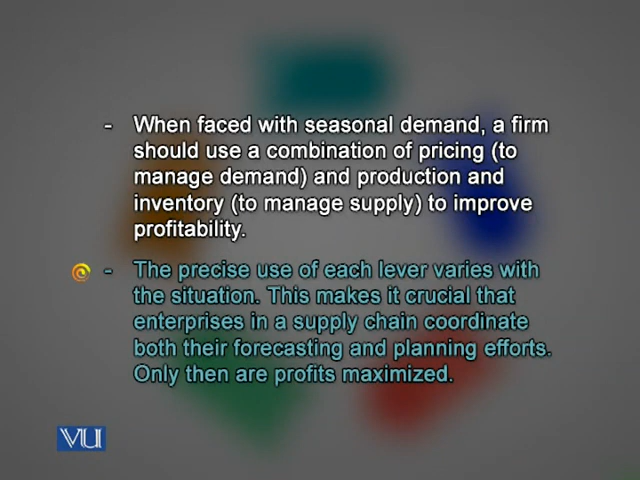 - When faced with seasonal demand, a firm
should use a combination of pricing (to
manage demand) and production and
inventory (to manage supply) to improve
profitability.
- The precise use of each lever varies with
the situation. This makes it crucial that
enterprises in a supply chain coordinate
both their forecasting and planning efforts.
Only then are profits maximized.
VU